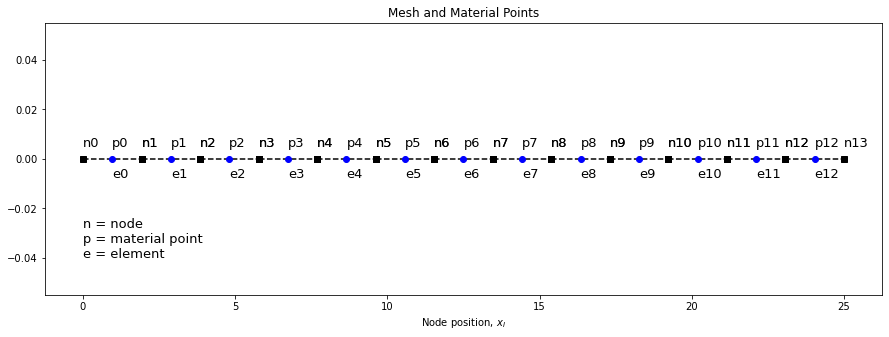 Mesh and Material Points
0.04
0.02
n0 p0 n1 p1 n2 p2 n3 p3 n4 p4 n5 p5 n6 p6 n7 p7 n8 p8 n9 p9 n10 p10 n11 p11 n12 p12 n13
0.00
e0 e1 e2 e3 e4 e5 e6 e7 e8 e9 e10 e11 e12
−0.02
n = node
p = material point
e = element
−0.04
0 5 10 15 20 25
Node position, xᵢ